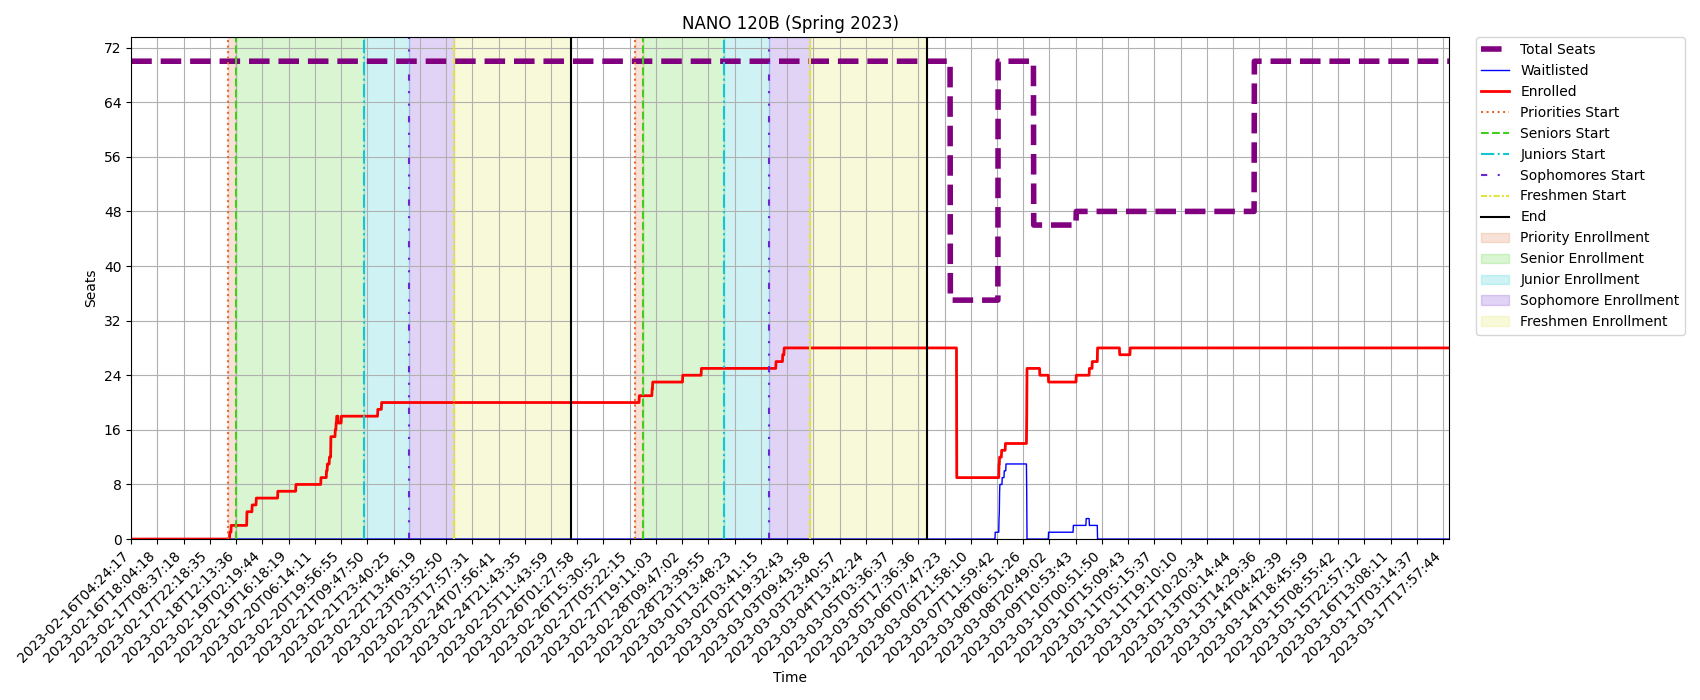 NANO 120B (Spring 2023)
72
64
56
48
40
32
24
16
8
0
Seats
2023-02-16T04:24:17
2023-02-16T18:04:18
2023-02-17T08:37:18
2023-02-17T22:18:35
2023-02-18T12:13:36
2023-02-19T02:19:44
2023-02-19T16:18:19
2023-02-20T06:14:11
2023-02-20T19:56:55
2023-02-21T09:47:50
2023-02-21T23:40:25
2023-02-22T13:46:19
2023-02-23T03:52:50
2023-02-23T17:57:31
2023-02-24T07:56:41
2023-02-24T21:43:35
2023-02-25T11:43:59
2023-02-26T01:27:58
2023-02-26T15:30:52
2023-02-27T05:22:15
2023-02-27T19:11:03
2023-02-28T09:47:02
2023-02-28T23:39:55
2023-03-01T13:48:23
2023-03-02T03:41:15
2023-03-02T19:32:43
2023-03-03T09:43:58
2023-03-03T23:40:57
2023-03-04T13:42:24
2023-03-05T03:36:37
2023-03-05T17:36:36
2023-03-06T07:47:23
2023-03-06T21:58:10
2023-03-07T11:59:42
2023-03-08T06:51:26
2023-03-08T20:49:02
2023-03-09T10:53:43
2023-03-10T00:51:50
2023-03-10T15:09:43
2023-03-11T05:15:37
2023-03-11T19:10:10
2023-03-12T10:20:34
2023-03-13T00:14:44
2023-03-13T14:29:36
2023-03-14T04:42:39
2023-03-14T18:45:59
2023-03-15T08:55:42
2023-03-15T22:57:12
2023-03-16T13:08:11
2023-03-17T03:14:37
2023-03-17T17:57:44
Time
Total Seats
Waitlisted
Enrolled
Priorities Start
Seniors Start
Juniors Start
Sophomores Start
Freshmen Start
End
Priority Enrollment
Senior Enrollment
Junior Enrollment
Sophomore Enrollment
Freshmen Enrollment